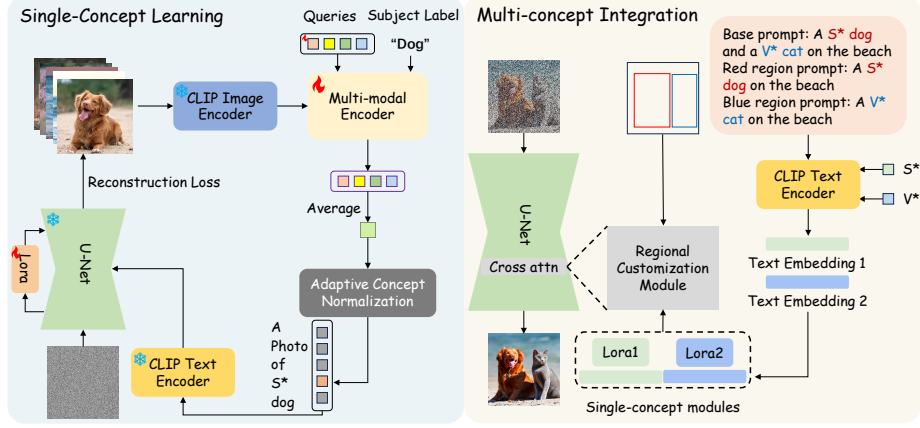 Single-Concept Learning
Queries
Subject Label
"Dog"
CLIP Image
Encoder
Multi-modal
Encoder
Reconstruction Loss
Average
U-Net
Lora
Adaptive Concept
Normalization
CLIP Text
Encoder
A
Photo
of
S*
dog
Multi-concept Integration
Base prompt: A S* dog
and a V* cat on the beach
Red region prompt: A S*
dog on the beach
Blue region prompt: A V*
cat on the beach
CLIP Text
Encoder
S*
V*
U-Net
Cross attn
Regional
Customization
Module
Text Embedding 1
Text Embedding 2
Lora1
Lora2
Single-concept modules